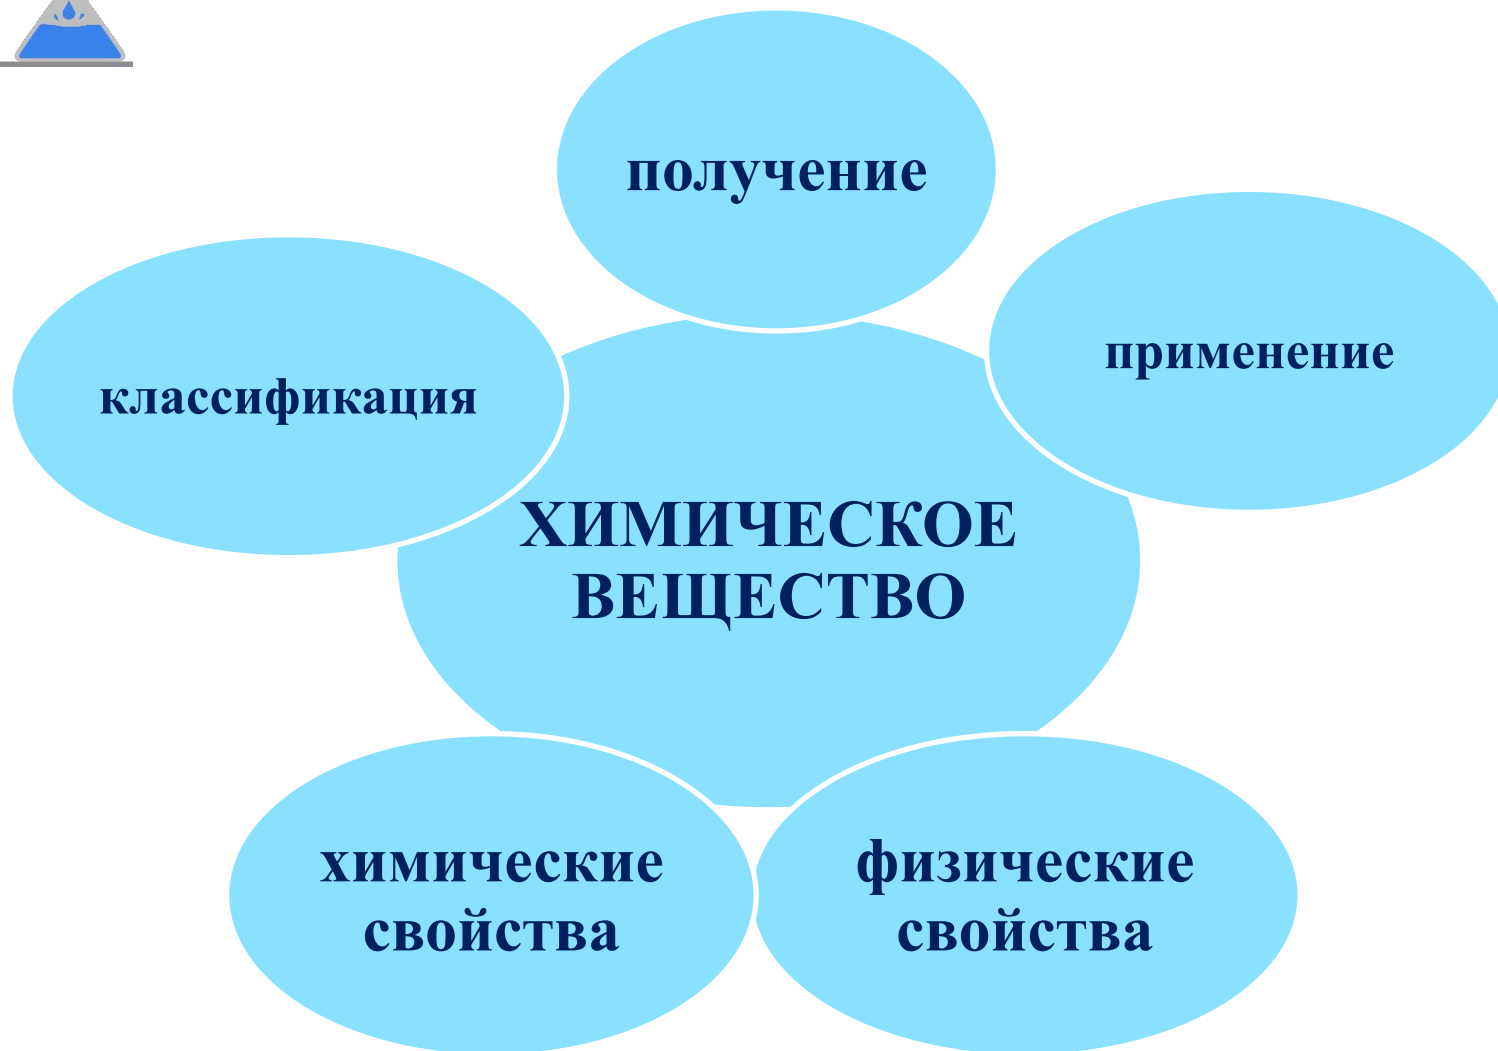 получение
применение
классификация
ХИМИЧЕСКОЕ
ВЕЩЕСТВО
химические
свойства
физические
свойства